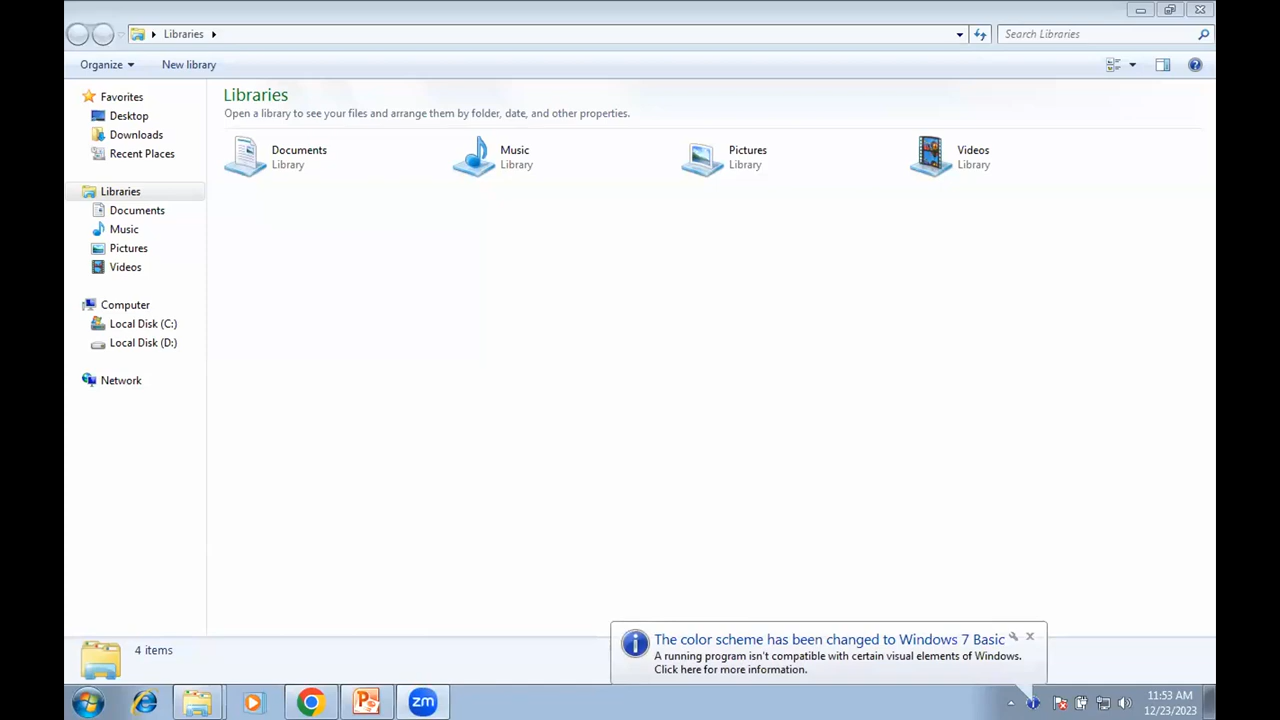 Libraries
Search Libraries
Organize
New library
Favorites
Desktop
Downloads
Recent Places
Libraries
Documents
Music
Pictures
Videos
Computer
Local Disk (C:)
Local Disk (D:)
Network
Libraries
Open a library to see your files and arrange them by folder, date, and other properties.
Documents
Library
Music
Library
Pictures
Library
Videos
Library
4 items
The color scheme has been changed to Windows 7 Basic
A running program isn't compatible with certain visual elements of Windows.
Click here for more information.
zm
11:53 AM
12/23/2023